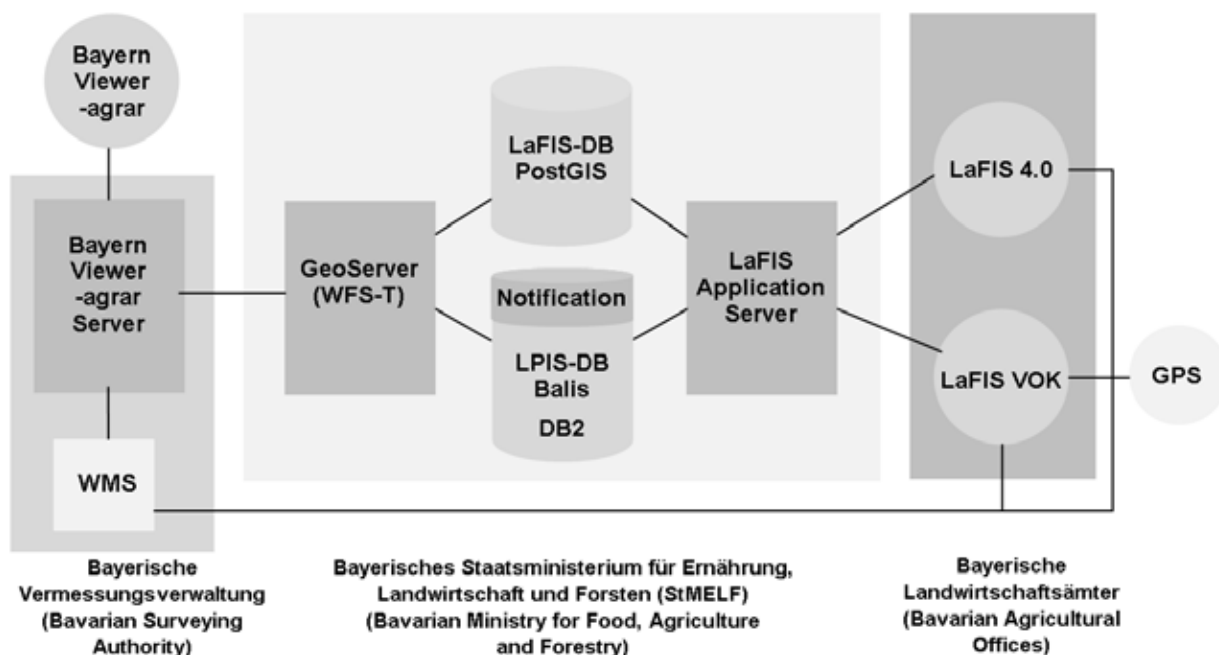 Bayern
Viewer
-agrar
Bayern
Viewer
-agrar
Server
WMS
GeoServer
(WFS-T)
LaFIS-DB
PostGIS
Notification
LPIS-DB
Balis
DB2
LaFIS
Application
Server
LaFIS 4.0
LaFIS VOK
GPS
Bayerische
Vermessungsverwaltung
(Bavarian Surveying
Authority)
Bayerisches Staatsministerium für Ernährung,
Landwirtschaft und Forsten (StMELF)
(Bavarian Ministry for Food, Agriculture
and Forestry)
Bayerische
Landwirtschaftsämter
(Bavarian Agricultural
Offices)